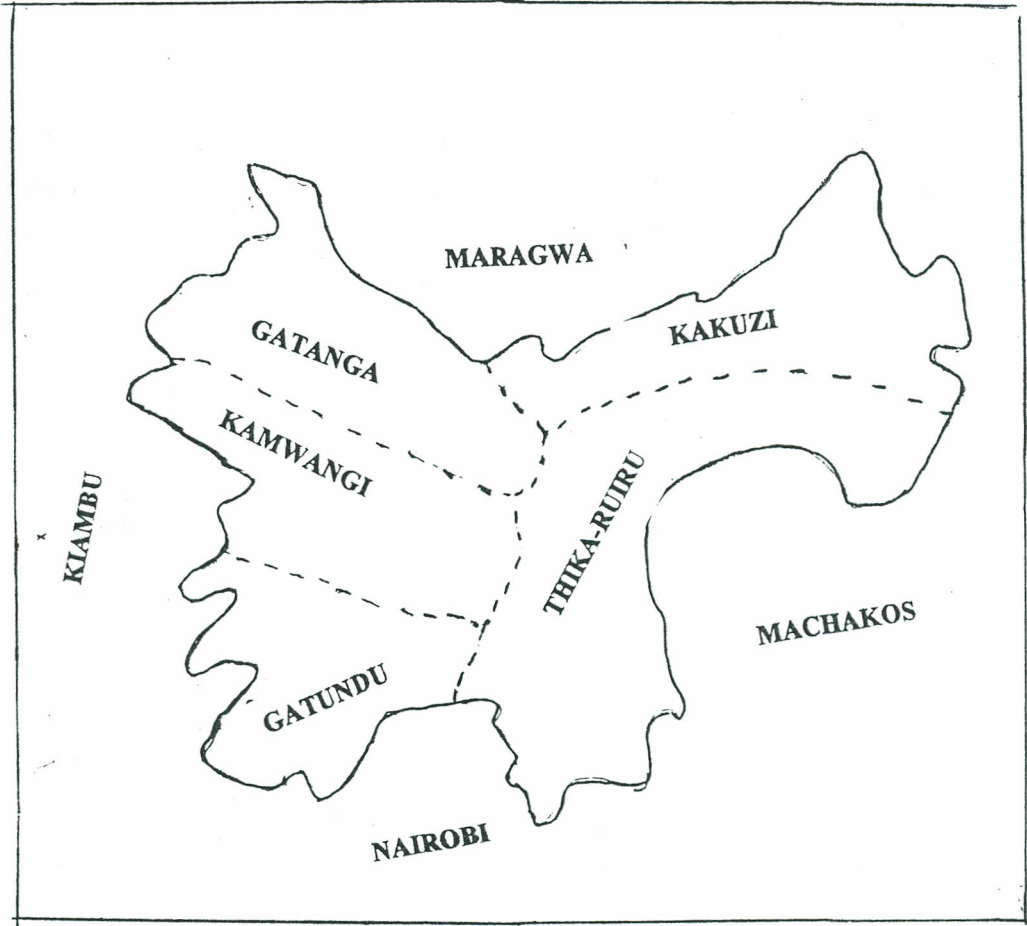 MARAGWA
KAKUZI
GATANGA
KAMWANGI
KIAMBU
THIKA-RUIRU
MACHAKOS
GATUNDU
NAIROBI